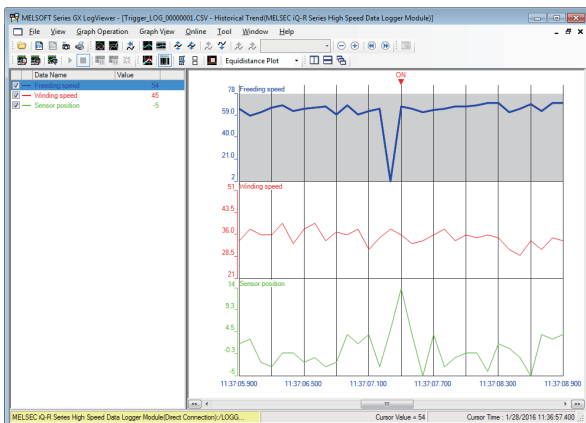 MELSOFT Series GX LogViewer - [Trigger_LOG_00000001.CSV - Historical Trend(MELSEC iQ-R Series High Speed Data Logger Module)]
File View Graph Operation Graph View Online Tool Window Help
Equidistance Plot
Data Name Value
Freeding speed 54
Winding speed 45
Sensor position -5
ON
78 Freeding speed
59.0
40.0
21.0
2
51 Winding speed
43.5
36.0
28.5
21
14 Sensor position
9.3
4.5
-0.3
-5
11:37:05.900 11:37:06.500 11:37:07.100 11:37:07.700 11:37:08.300 11:37:08.900
MELSEC iQ-R Series High Speed Data Logger Module(Direct Connection):/LOGG... Cursor Value = 54 Cursor Time : 1/28/2016 11:36:57.400